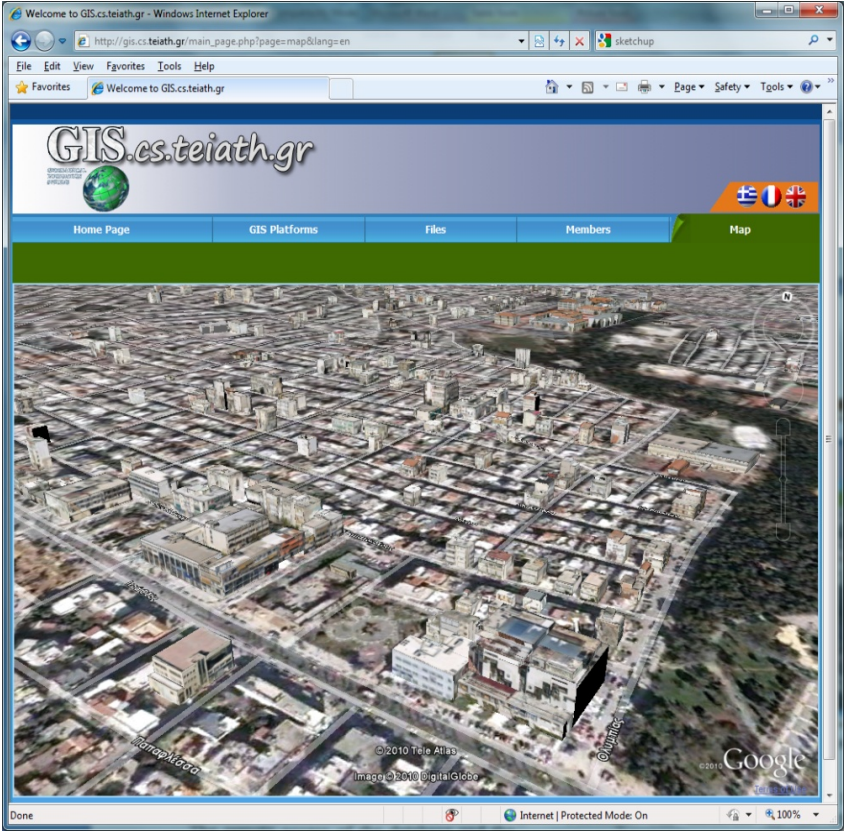 Welcome to GIS.cs.teiath.gr - Windows Internet Explorer
http://gis.cs.teiath.gr/main_page.php?page=map&lang=en
sketchup
File Edit View Favorites Tools Help
Favorites Welcome to GIS.cs.teiath.gr Page Safety Tools
GIS.cs.teiath.gr
Home Page GIS Platforms Files Members Map
N
Παπαφλέσσα
Ολυμπίας
© 2010 Tele Atlas
Image © 2010 DigitalGlobe
©2010 Google
Done Internet | Protected Mode: On 100%